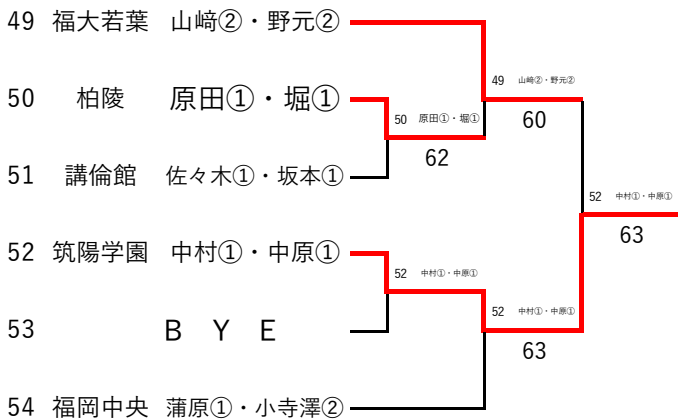 49 福大若葉 山﨑②・野元②
49 山﨑②・野元②
60
50 柏陵 原田①・堀①
50 原田①・堀①
62
51 講倫館 佐々木①・坂本①
52 中村①・中原①
63
52 筑陽学園 中村①・中原①
52 中村①・中原①
53 BYE
52 中村①・中原①
63
54 福岡中央 蒲原①・小寺澤②